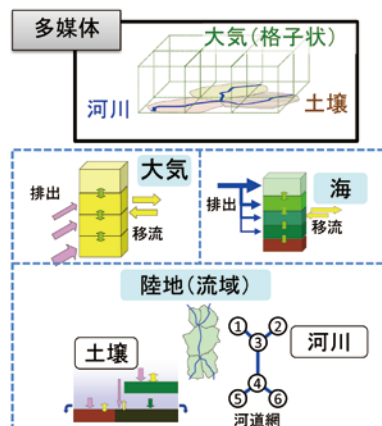 多媒体
大気(格子状)
河川
土壌
大気
排出
移流
海
排出
移流
陸地(流域)
土壌
河川
①
②
③
④
⑤
⑥
河道網